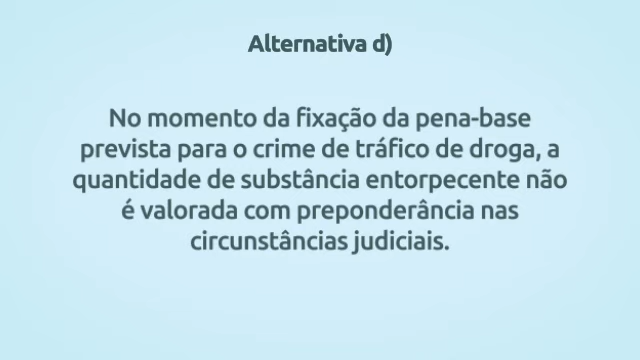 Alternativa d)
No momento da fixação da pena-base
prevista para o crime de tráfico de droga, a
quantidade de substância entorpecente não
é valorada com preponderância nas
circunstâncias judiciais.